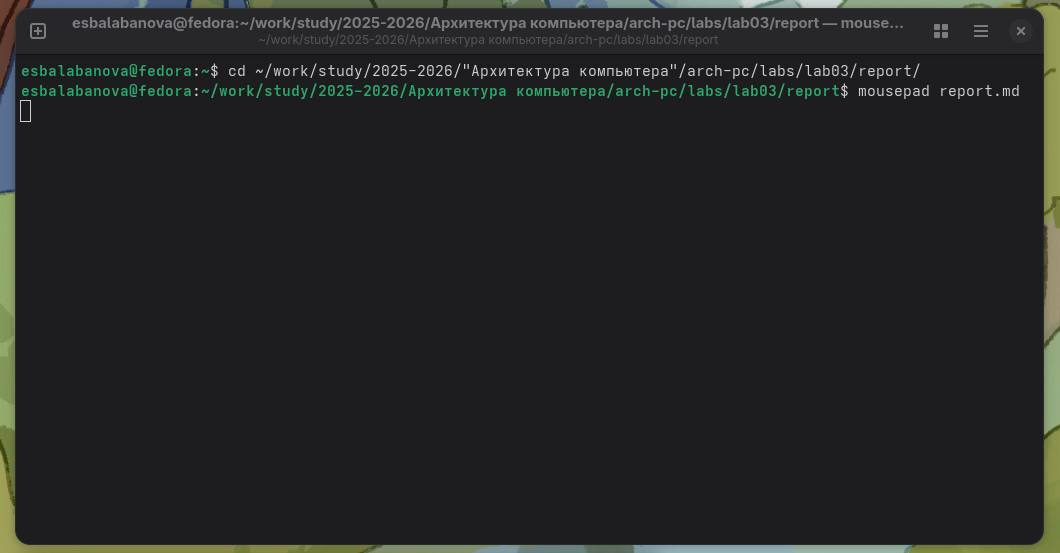 esbalabanova@fedora:~/work/study/2025-2026/Архитектура компьютера/arch-pc/labs/lab03/report — mouse…
~/work/study/2025-2026/Архитектура компьютера/arch-pc/labs/lab03/report
esbalabanova@fedora:~$ cd ~/work/study/2025-2026/"Архитектура компьютера"/arch-pc/labs/lab03/report/
esbalabanova@fedora:~/work/study/2025-2026/Архитектура компьютера/arch-pc/labs/lab03/report$ mousepad report.md